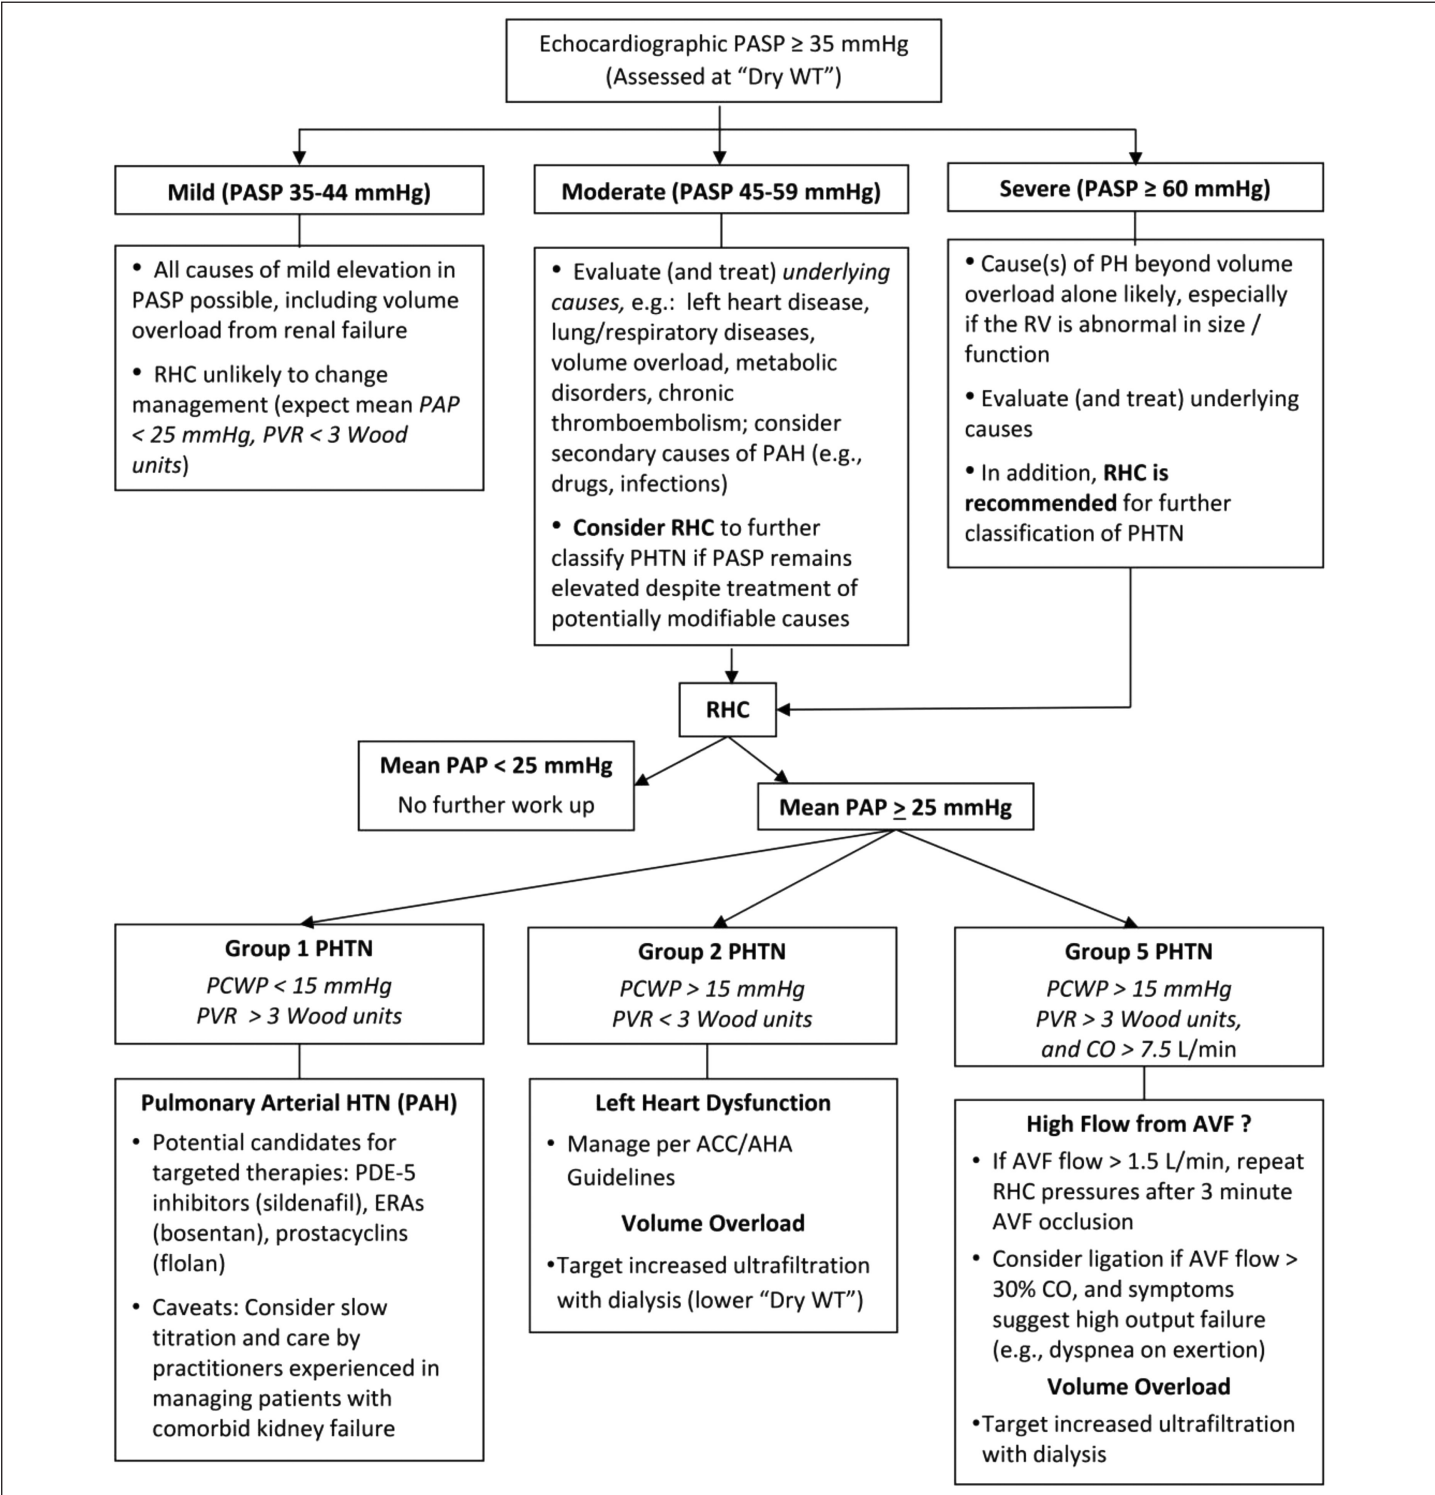 Echocardiographic PASP ≥ 35 mmHg
(Assessed at “Dry WT”)
Mild (PASP 35-44 mmHg)
• All causes of mild elevation in
PASP possible, including volume
overload from renal failure
• RHC unlikely to change
management (expect mean PAP
< 25 mmHg, PVR < 3 Wood
units)
Moderate (PASP 45-59 mmHg)
• Evaluate (and treat) underlying
causes, e.g.: left heart disease,
lung/respiratory diseases,
volume overload, metabolic
disorders, chronic
thromboembolism; consider
secondary causes of PAH (e.g.,
drugs, infections)
• Consider RHC to further
classify PHTN if PASP remains
elevated despite treatment of
potentially modifiable causes
Severe (PASP ≥ 60 mmHg)
• Cause(s) of PH beyond volume
overload alone likely, especially
if the RV is abnormal in size /
function
• Evaluate (and treat) underlying
causes
• In addition, RHC is
recommended for further
classification of PHTN
RHC
Mean PAP < 25 mmHg
No further work up
Mean PAP ≥ 25 mmHg
Group 1 PHTN
PCWP < 15 mmHg
PVR > 3 Wood units
Pulmonary Arterial HTN (PAH)
• Potential candidates for
targeted therapies: PDE-5
inhibitors (sildenafil), ERAs
(bosentan), prostacyclins
(flolan)
• Caveats: Consider slow
titration and care by
practitioners experienced in
managing patients with
comorbid kidney failure
Group 2 PHTN
PCWP > 15 mmHg
PVR < 3 Wood units
Left Heart Dysfunction
• Manage per ACC/AHA
Guidelines
Volume Overload
•Target increased ultrafiltration
with dialysis (lower “Dry WT”)
Group 5 PHTN
PCWP > 15 mmHg
PVR > 3 Wood units,
and CO > 7.5 L/min
High Flow from AVF ?
• If AVF flow > 1.5 L/min, repeat
RHC pressures after 3 minute
AVF occlusion
• Consider ligation if AVF flow >
30% CO, and symptoms
suggest high output failure
(e.g., dyspnea on exertion)
Volume Overload
•Target increased ultrafiltration
with dialysis